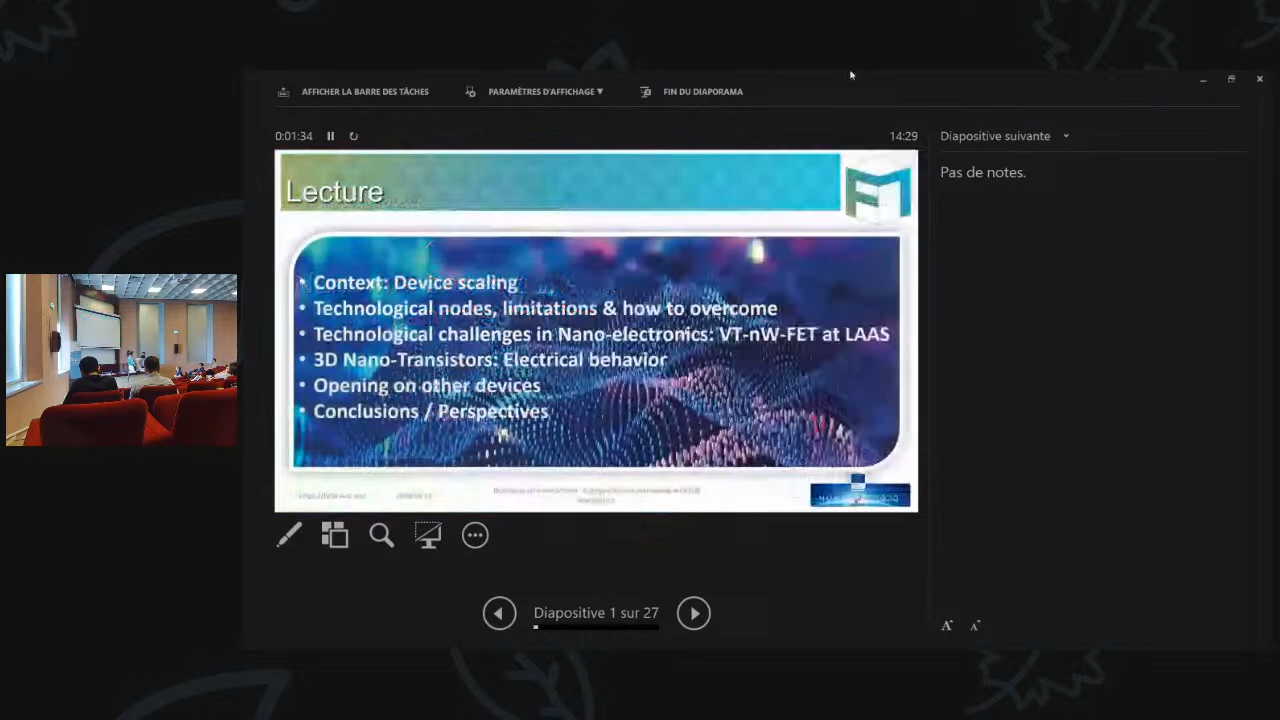 AFFICHER LA BARRE DES TÂCHES PARAMÈTRES D'AFFICHAGE ▼ FIN DU DIAPORAMA
0:01:34 14:29
Diapositive suivante
Pas de notes.
Lecture
• Context: Device scaling
• Technological nodes, limitations & how to overcome
• Technological challenges in Nano-electronics: VT-nW-FET at LAAS
• 3D Nano-Transistors: Electrical behavior
• Opening on other devices
• Conclusions / Perspectives
Diapositive 1 sur 27
A A